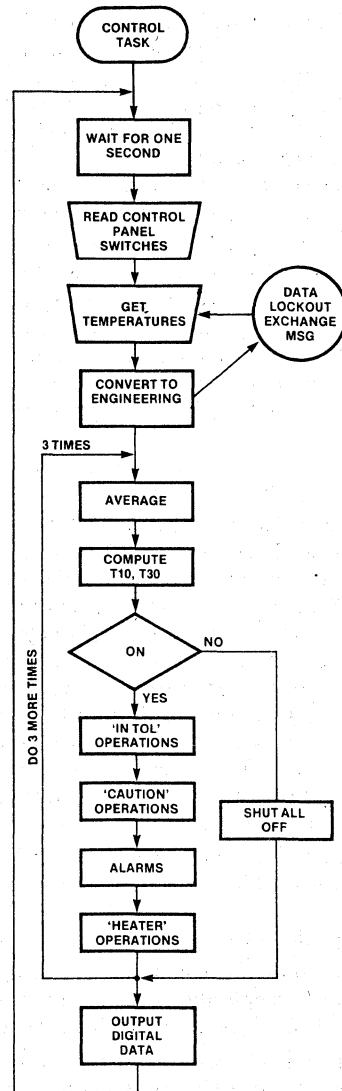 CONTROL
TASK
WAIT FOR ONE
SECOND
READ CONTROL
PANEL
SWITCHES
GET
TEMPERATURES
DATA
LOCKOUT
EXCHANGE
MSG
CONVERT TO
ENGINEERING
3 TIMES
AVERAGE
COMPUTE
T10, T30
ON
NO
YES
DO 3 MORE TIMES
'IN TOL'
OPERATIONS
'CAUTION'
OPERATIONS
SHUT ALL
OFF
ALARMS
'HEATER'
OPERATIONS
OUTPUT
DIGITAL
DATA